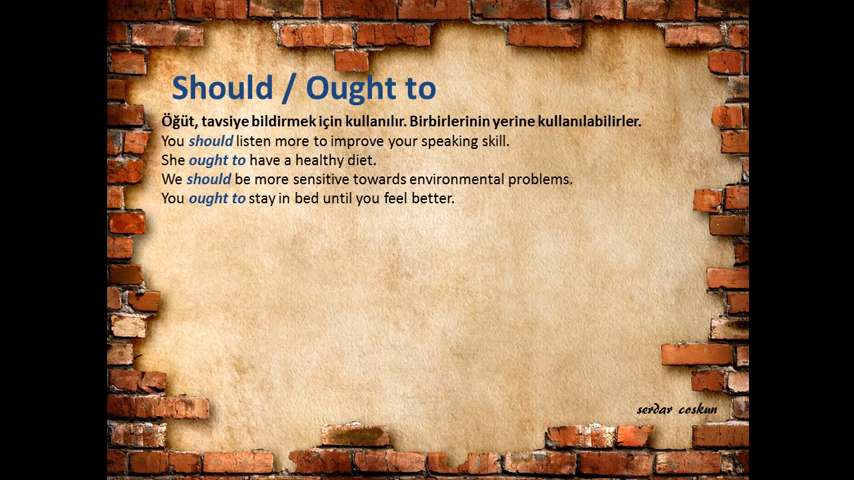 Should / Ought to
Öğüt, tavsiye bildirmek için kullanılır. Birbirlerinin yerine kullanılabilirler.
You should listen more to improve your speaking skill.
She ought to have a healthy diet.
We should be more sensitive towards environmental problems.
You ought to stay in bed until you feel better.
serdar coskun